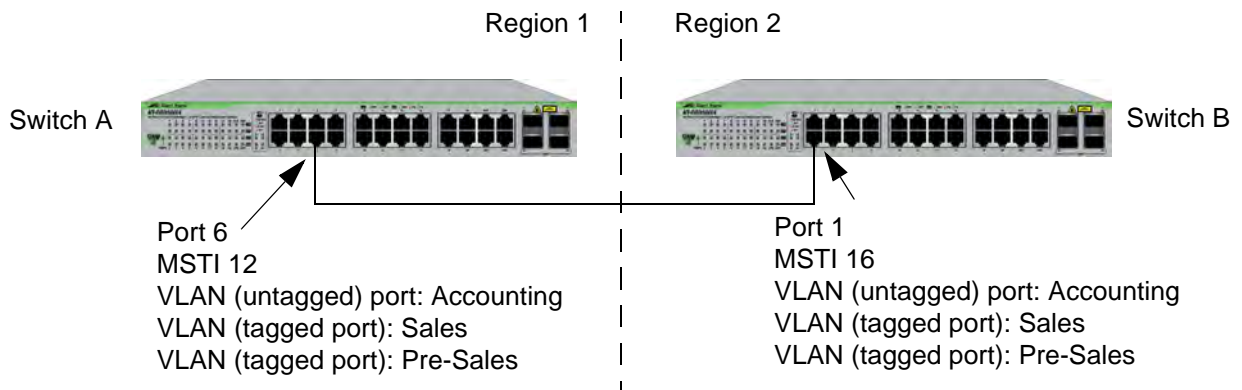 Region 1
Region 2
Switch A
Switch B
Port 6
MSTI 12
VLAN (untagged) port: Accounting
VLAN (tagged port): Sales
VLAN (tagged port): Pre-Sales
Port 1
MSTI 16
VLAN (untagged) port: Accounting
VLAN (tagged port): Sales
VLAN (tagged port): Pre-Sales